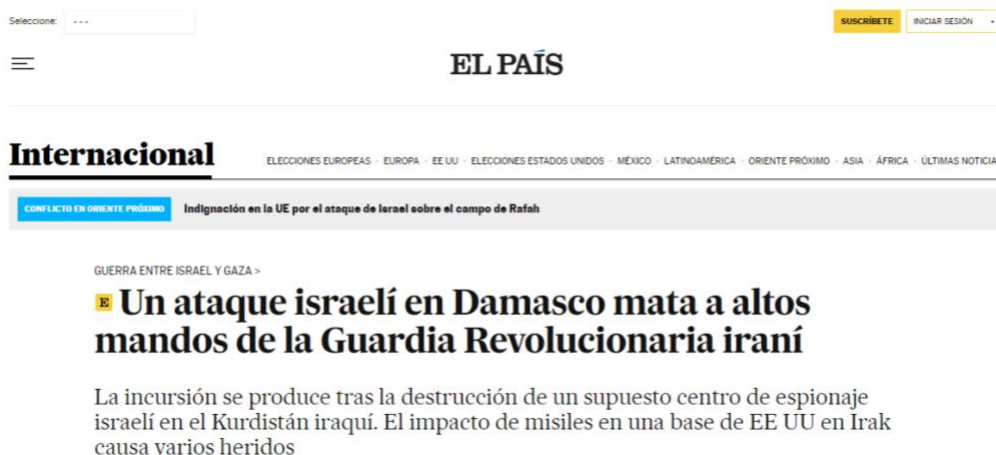 Seleccione: ---
SUSCRÍBETE INICIAR SESIÓN
EL PAÍS
Internacional
ELECCIONES EUROPEAS · EUROPA · EE UU · ELECCIONES ESTADOS UNIDOS · MÉXICO · LATINOAMÉRICA · ORIENTE PRÓXIMO · ASIA · ÁFRICA · ÚLTIMAS NOTICIA
CONFLICTO EN ORIENTE PRÓXIMO Indignación en la UE por el ataque de Israel sobre el campo de Rafah
GUERRA ENTRE ISRAEL Y GAZA >
E Un ataque israelí en Damasco mata a altos
mandos de la Guardia Revolucionaria iraní
La incursión se produce tras la destrucción de un supuesto centro de espionaje
israelí en el Kurdistán iraquí. El impacto de misiles en una base de EE UU en Irak
causa varios heridos